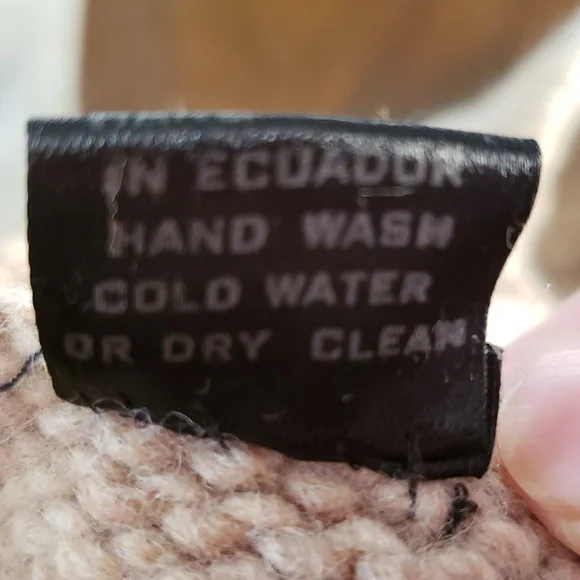 IN ECUADOR
HAND WASH
COLD WATER
OR DRY CLEAN